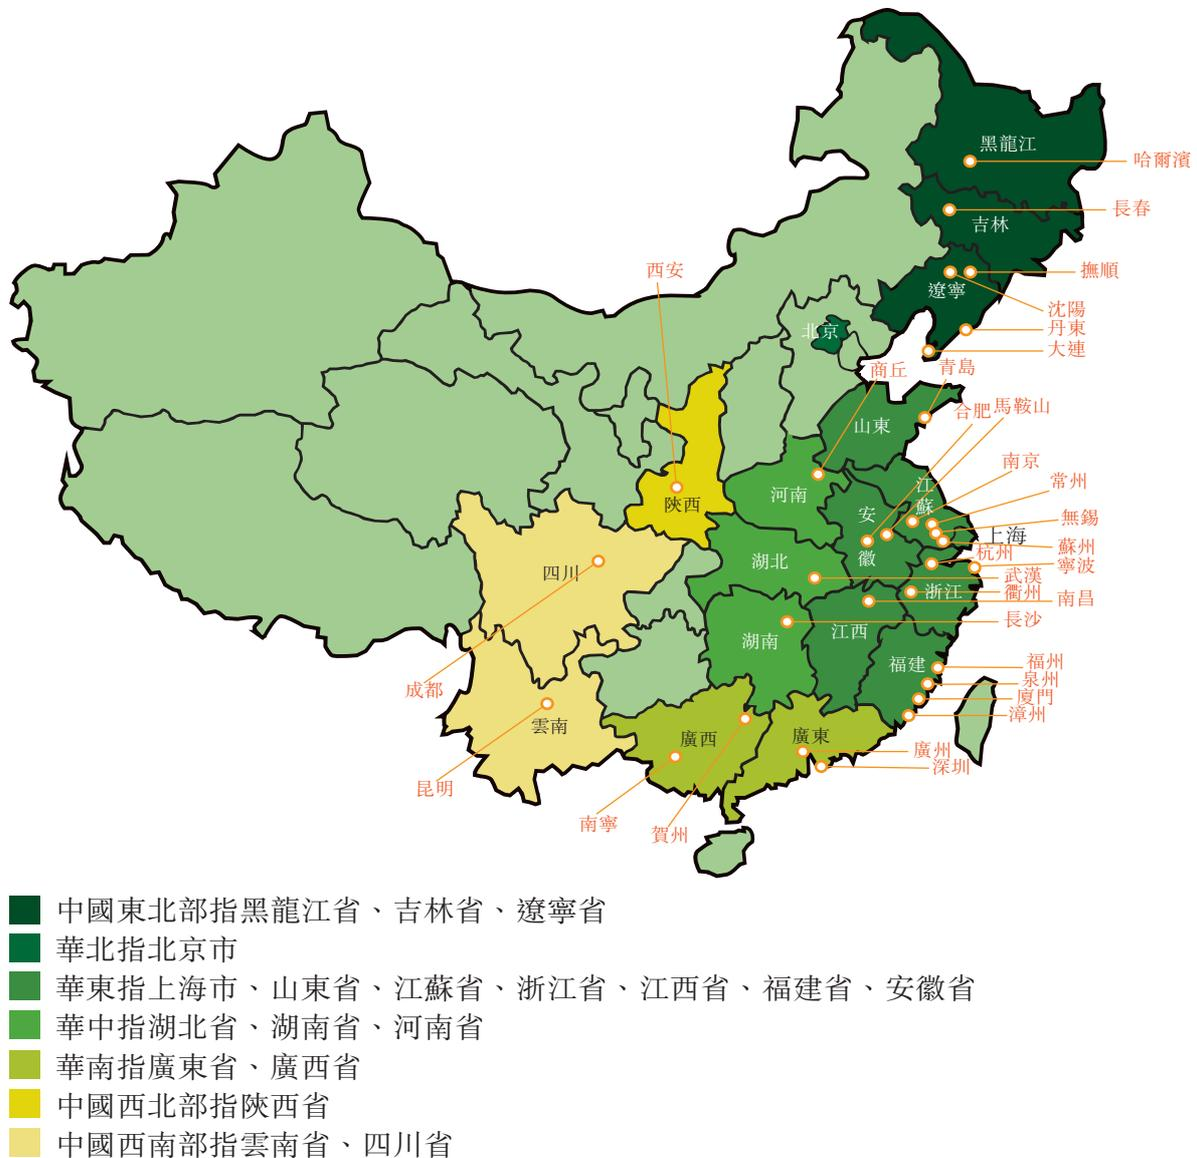 黑龍江
哈爾濱
長春
吉林
西安
撫順
遼寧
沈陽
北京
丹東
大連
商丘
青島
合肥
馬鞍山
山東
南京
常州
江蘇
河南
陝西
安徽
無錫
上海
蘇州
杭州
寧波
湖北
四川
武漢
衢州
浙江
南昌
長沙
江西
湖南
福建
福州
泉州
成都
廈門
漳州
雲南
廣西
廣東
廣州
深圳
昆明
南寧
賀州
中國東北部指黑龍江省、吉林省、遼寧省
華北指北京市
華東指上海市、山東省、江蘇省、浙江省、江西省、福建省、安徽省
華中指湖北省、湖南省、河南省
華南指廣東省、廣西省
中國西北部指陝西省
中國西南部指雲南省、四川省